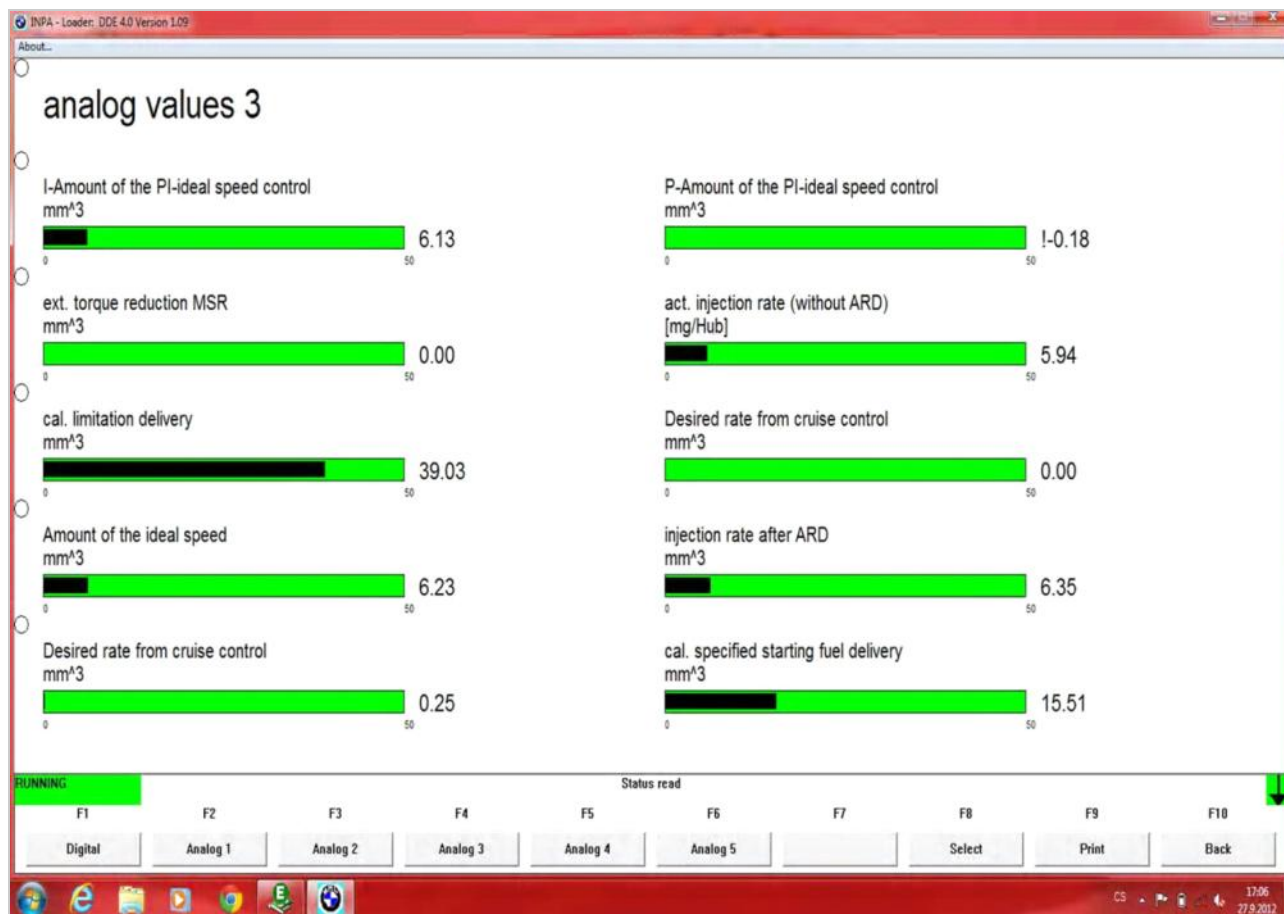 INPA - Loader: DDE 4.0 Version 1.09
About...
analog values 3
I-Amount of the PI-ideal speed control
mm^3
6.13
0 50
P-Amount of the PI-ideal speed control
mm^3
!-0.18
0 50
ext. torque reduction MSR
mm^3
0.00
0 50
act. injection rate (without ARD)
[mg/Hub]
5.94
0 50
cal. limitation delivery
mm^3
39.03
0 50
Desired rate from cruise control
mm^3
0.00
0 50
Amount of the ideal speed
mm^3
6.23
0 50
injection rate after ARD
mm^3
6.35
0 50
Desired rate from cruise control
mm^3
0.25
0 50
cal. specified starting fuel delivery
mm^3
15.51
0 50
RUNNING Status read
F1 F2 F3 F4 F5 F6 F7 F8 F9 F10
Digital Analog 1 Analog 2 Analog 3 Analog 4 Analog 5 Select Print Back
CS 17:06
27.9.2012